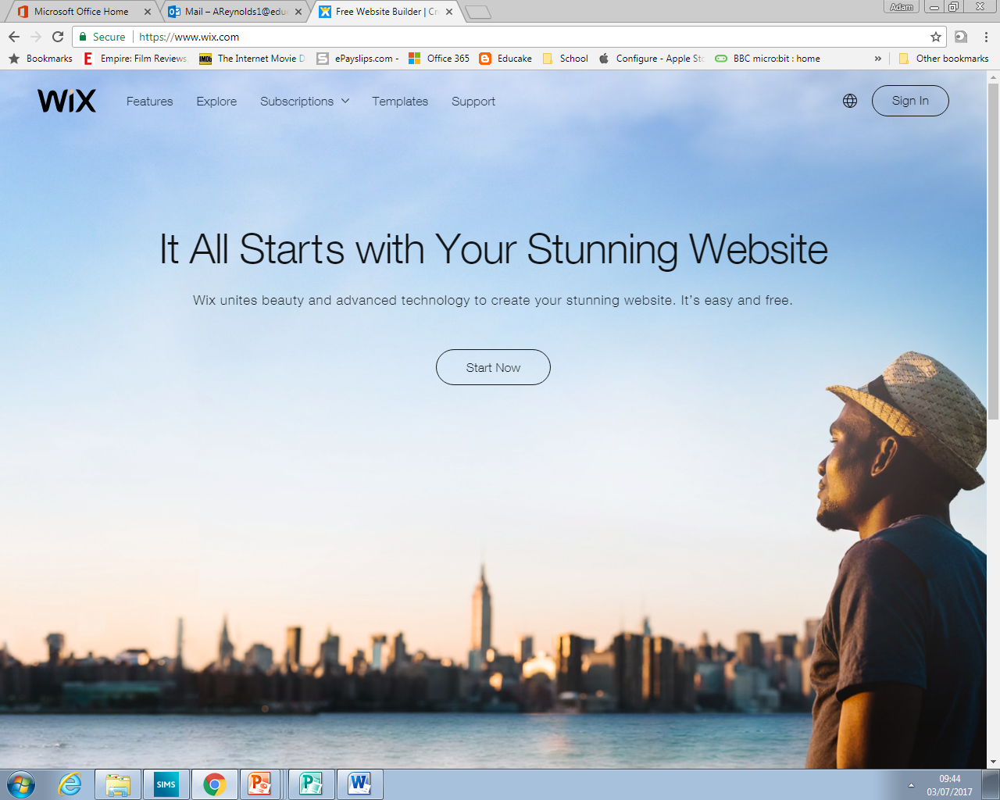 Microsoft Office Home
Mail – AReynolds1@edu
Free Website Builder | Cr
Adam
Secure
https://www.wix.com
Bookmarks
Empire: Film Reviews,
IMDb
The Internet Movie D
ePayslips.com -
Office 365
Educake
School
Configure - Apple Sto
BBC micro:bit : home
»
Other bookmarks
WiX
Features
Explore
Subscriptions
Templates
Support
Sign In
It All Starts with Your Stunning Website
Wix unites beauty and advanced technology to create your stunning website. It's easy and free.
Start Now
SIMS
09:44
03/07/2017